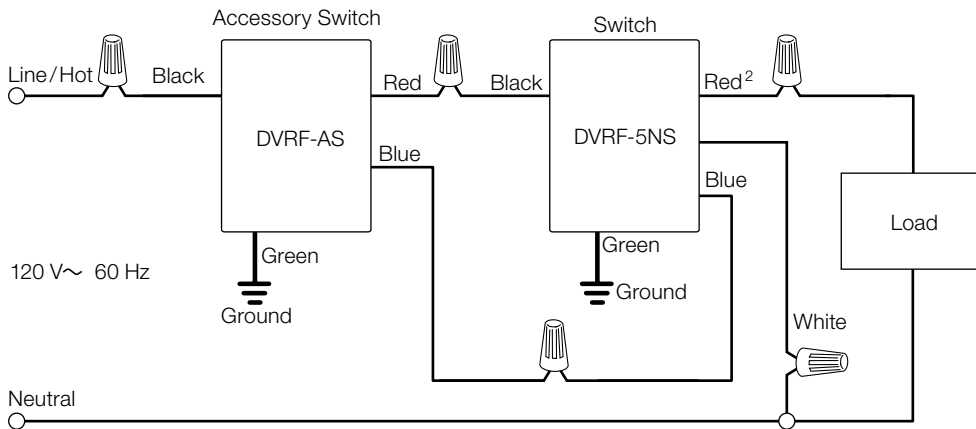 Accessory Switch
Switch
Line/Hot
Black
Red
Black
Red²
DVRF-AS
DVRF-5NS
Blue
Blue
Load
Green
Green
120 V~ 60 Hz
Ground
Ground
White
Neutral